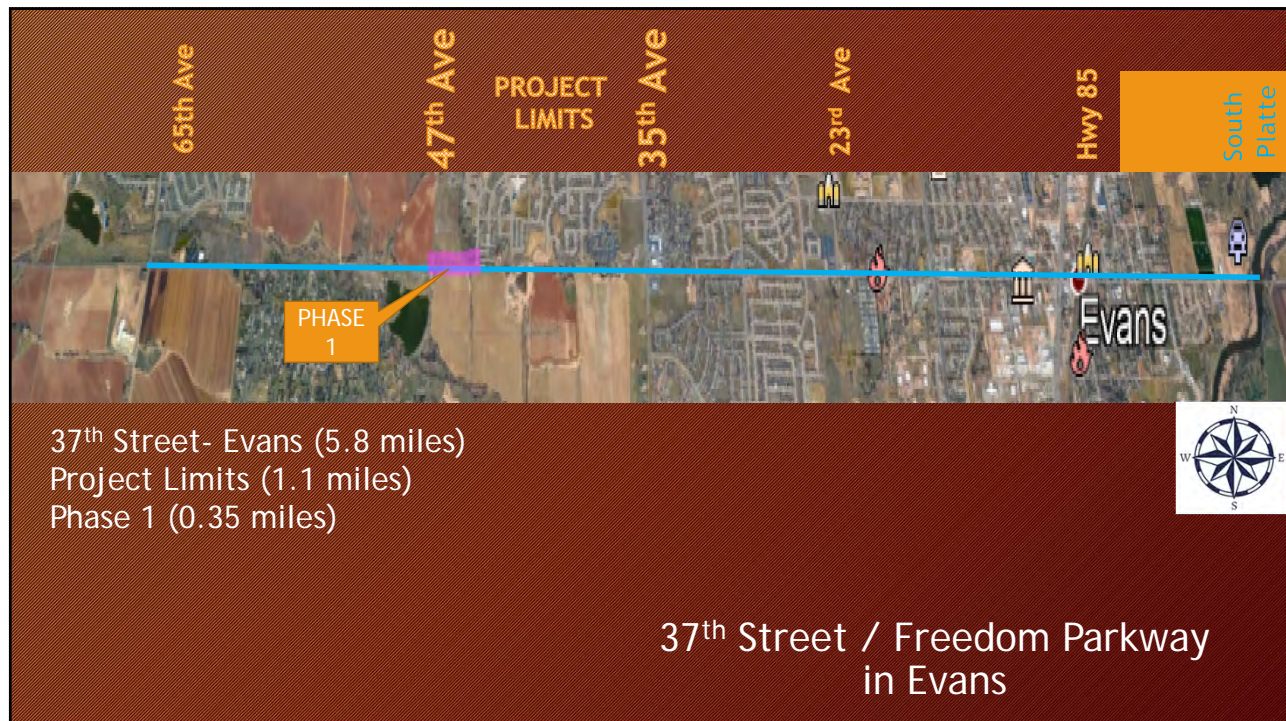 65th Ave
47th Ave
PROJECT
LIMITS
35th Ave
23rd Ave
Hwy 85
South
Platte
PHASE
1
Evans
37th Street- Evans (5.8 miles)
Project Limits (1.1 miles)
Phase 1 (0.35 miles)
N
W
E
S
37th Street / Freedom Parkway
in Evans